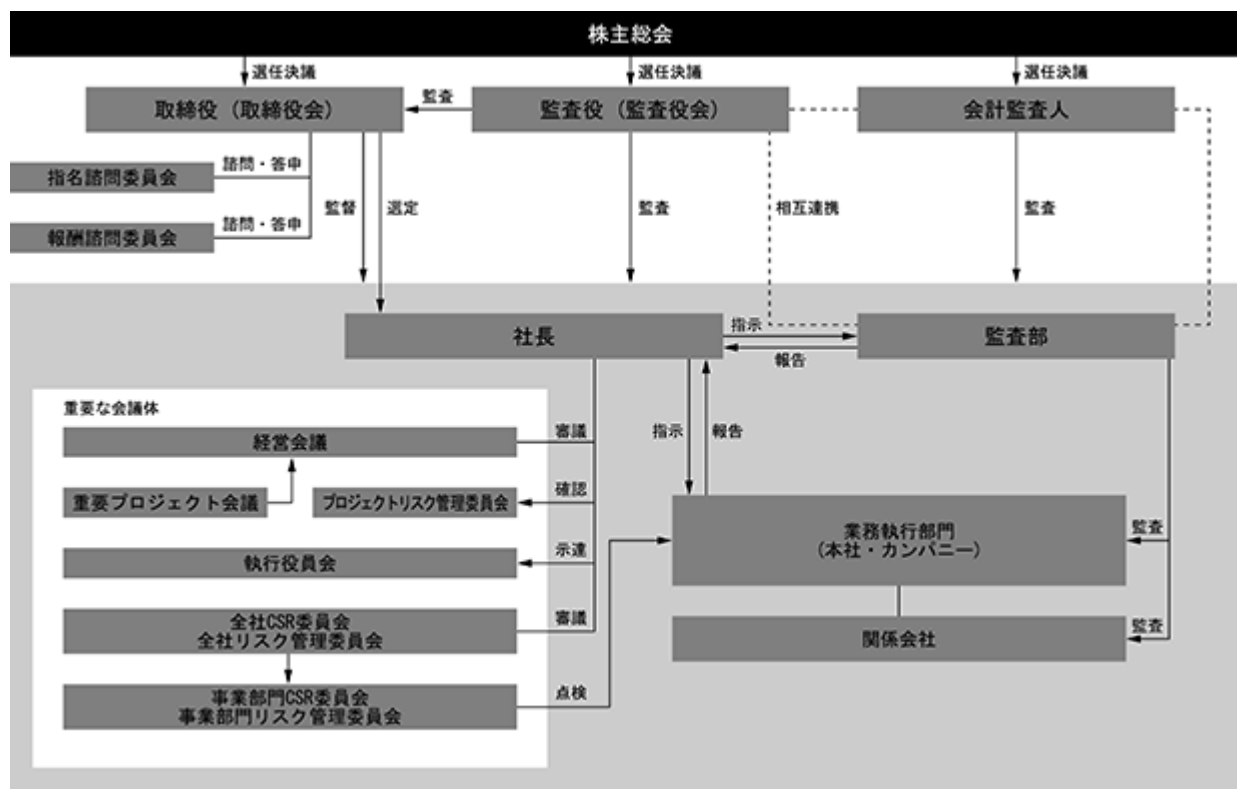 株主総会
選任決議
選任決議
選任決議
取締役（取締役会）
監査
監査役（監査役会）
会計監査人
指名諮問委員会
諮問・答申
報酬諮問委員会
諮問・答申
監督
選定
監査
相互連携
監査
社長
指示
報告
監査部
重要な会議体
経営会議
審議
指示
報告
重要プロジェクト会議
プロジェクトリスク管理委員会
確認
執行役員会
示達
業務執行部門
（本社・カンパニー）
監査
全社CSR委員会
全社リスク管理委員会
審議
関係会社
監査
事業部門CSR委員会
事業部門リスク管理委員会
点検